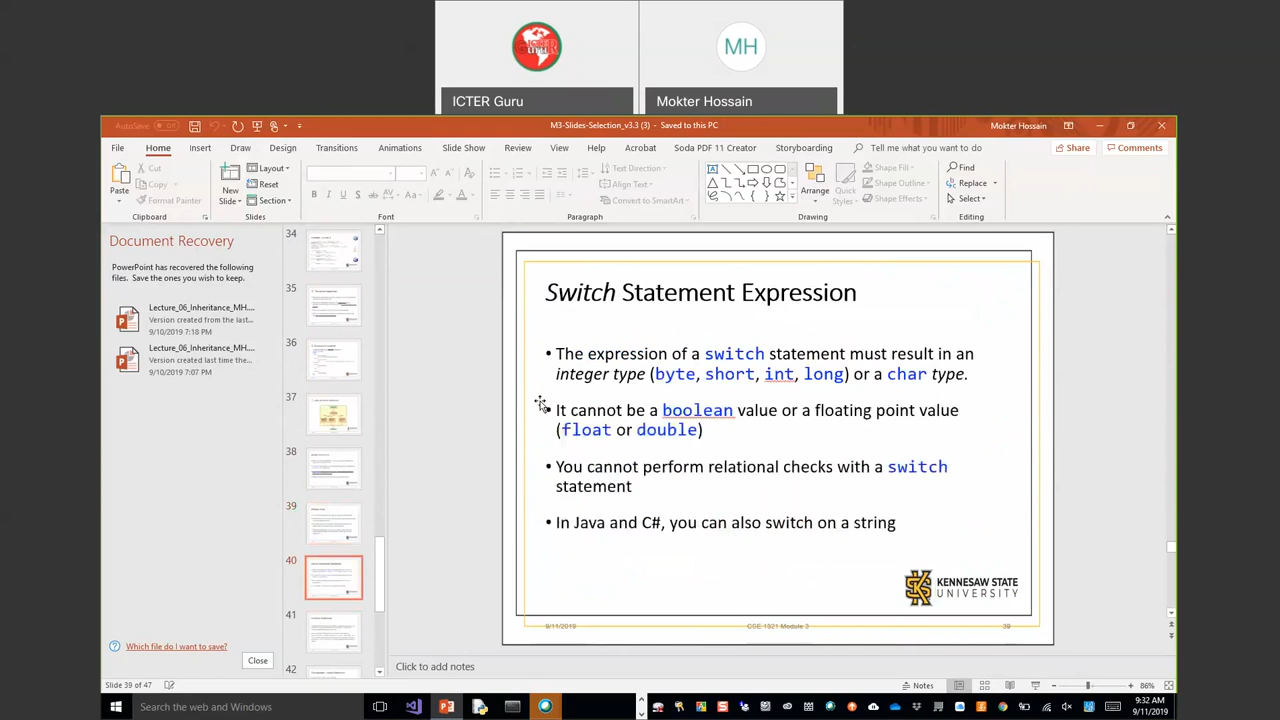 MH
ICTER Guru
Mokter Hossain
AutoSave
Off
M3-Slides-Selection_v3.3 (3) - Saved to this PC
Mokter Hossain
File Home Insert Draw Design Transitions Animations Slide Show Review View Help Acrobat Soda PDF 11 Creator Storyboarding Tell me what you want to do Share Comments
Paste
Cut
Copy
Format Painter
Clipboard
New Slide
Layout
Reset
Section
Slides
Font
Text Direction
Align Text
Convert to SmartArt
Paragraph
Arrange
Quick Styles
Shape Fill
Shape Outline
Shape Effects
Drawing
Find
Replace
Select
Editing
Document Recovery
PowerPoint has recovered the following
files. Save the ones you wish to keep.
Lecture_06_Inheritance_MH....
Version created from the last...
9/10/2019 7:18 PM
Lecture_06_Inheritance_MH....
Version created last time the...
9/10/2019 7:07 PM
Which file do I want to save?
Close
34
35
36
37
38
39
40
41
42
Switch Statement Expression
• The expression of a switch statement must result in an
integer type (byte, short, int, long) or a char type.
• It cannot be a boolean value or a floating point value
(float or double)
• You cannot perform relational checks with a switch
statement
• In Java and C#, you can also switch on a string
KENNESAW STATE
UNIVERSITY
9/11/2019 CSE 1321 Module 3 39
Click to add notes
Slide 39 of 47
Notes
86%
Search the web and Windows
9:32 AM
9/11/2019